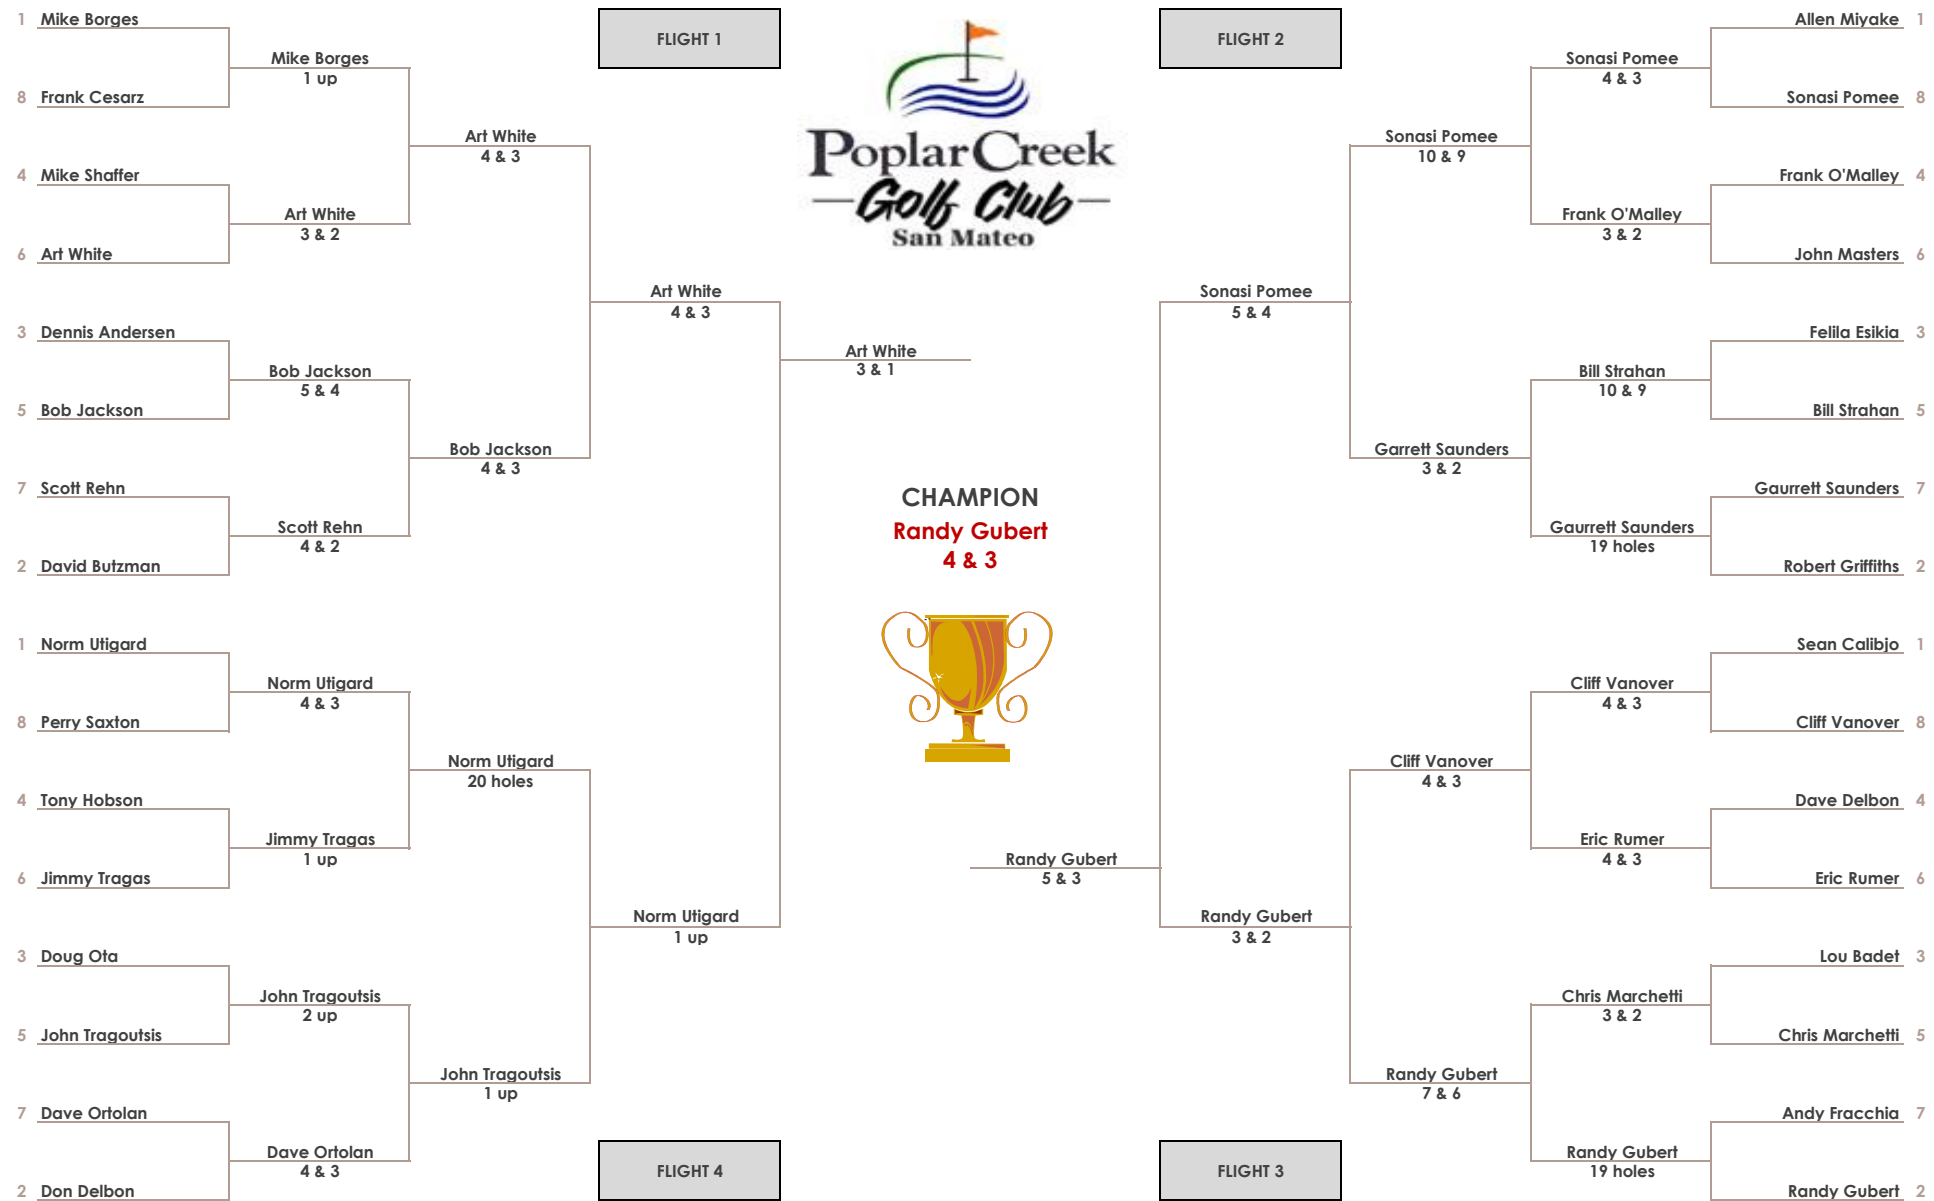 1 Mike Borges
Mike Borges
1 up
8 Frank Cesarz
Art White
4 & 3
4 Mike Shaffer
Art White
3 & 2
6 Art White
Art White
4 & 3
3 Dennis Andersen
Bob Jackson
5 & 4
5 Bob Jackson
Bob Jackson
4 & 3
7 Scott Rehn
Scott Rehn
4 & 2
2 David Butzman
FLIGHT 1
Art White
3 & 1
1 Norm Utigard
Norm Utigard
4 & 3
8 Perry Saxton
Norm Utigard
20 holes
4 Tony Hobson
Jimmy Tragas
1 up
6 Jimmy Tragas
Norm Utigard
1 up
3 Doug Ota
John Tragoutsis
2 up
5 John Tragoutsis
John Tragoutsis
1 up
7 Dave Ortolan
Dave Ortolan
4 & 3
2 Don Delbon
FLIGHT 4
Poplar Creek
Golf Club
San Mateo
CHAMPION
Randy Gubert
4 & 3
FLIGHT 2
Allen Miyake 1
Sonasi Pomee
4 & 3
Sonasi Pomee 8
Sonasi Pomee
10 & 9
Frank O'Malley 4
Frank O'Malley
3 & 2
John Masters 6
Sonasi Pomee
5 & 4
Felila Esikia 3
Bill Strahan
10 & 9
Bill Strahan 5
Garrett Saunders
3 & 2
Gaurrett Saunders 7
Gaurrett Saunders
19 holes
Robert Griffiths 2
Randy Gubert
5 & 3
Sean Calibjo 1
Cliff Vanover
4 & 3
Cliff Vanover 8
Cliff Vanover
4 & 3
Dave Delbon 4
Eric Rumer
4 & 3
Eric Rumer 6
Randy Gubert
3 & 2
Lou Badet 3
Chris Marchetti
3 & 2
Chris Marchetti 5
Randy Gubert
7 & 6
Andy Fracchia 7
Randy Gubert
19 holes
Randy Gubert 2
FLIGHT 3